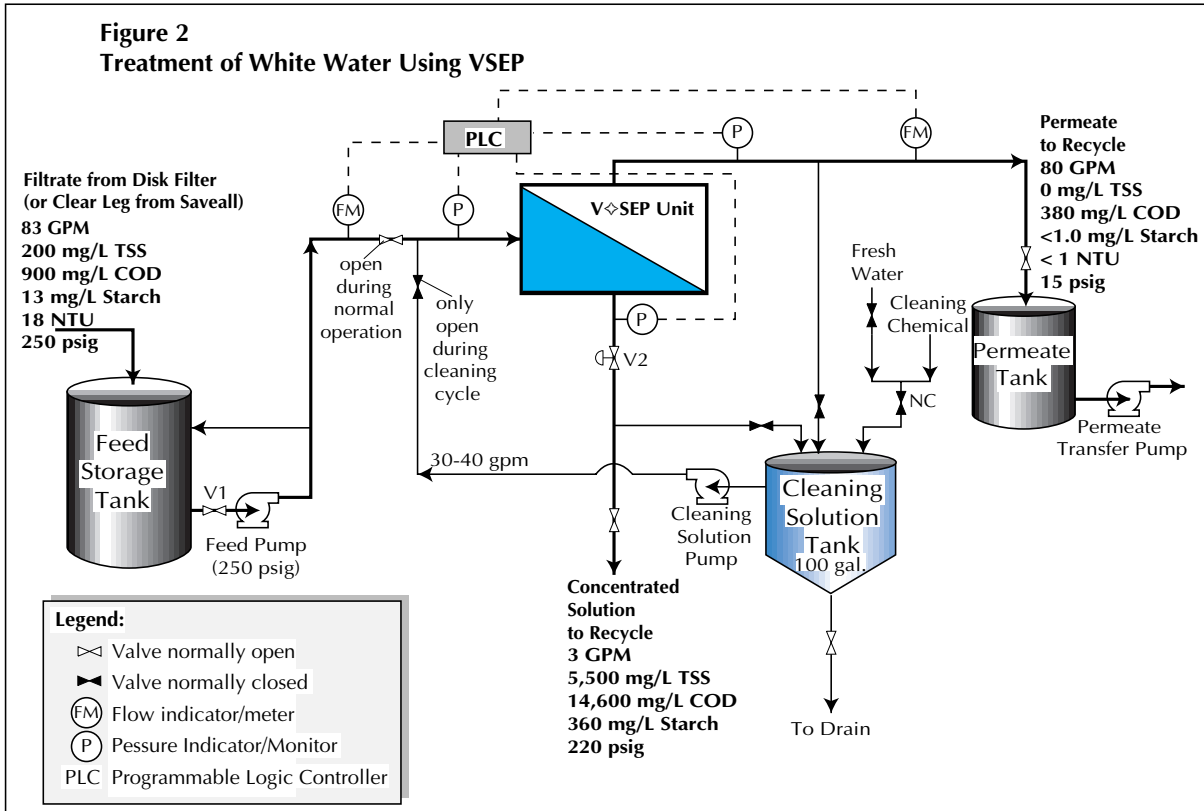 Figure 2
Treatment of White Water Using VSEP
PLC
FM
P
P
FM
Filtrate from Disk Filter
(or Clear Leg from Saveall)
83 GPM
200 mg/L TSS
900 mg/L COD
13 mg/L Starch
18 NTU
250 psig
open
during
normal
operation
only
open
during
cleaning
cycle
V✧SEP Unit
P
V2
Permeate
to Recycle
80 GPM
0 mg/L TSS
380 mg/L COD
<1.0 mg/L Starch
< 1 NTU
15 psig
Fresh
Water
Cleaning
Chemical
NC
Permeate
Tank
Permeate
Transfer Pump
Feed
Storage
Tank
V1
Feed Pump
(250 psig)
30-40 gpm
Cleaning
Solution
Pump
Cleaning
Solution
Tank
100 gal.
To Drain
Concentrated
Solution
to Recycle
3 GPM
5,500 mg/L TSS
14,600 mg/L COD
360 mg/L Starch
220 psig
Legend:
Valve normally open
Valve normally closed
FM Flow indicator/meter
P Pessure Indicator/Monitor
PLC Programmable Logic Controller